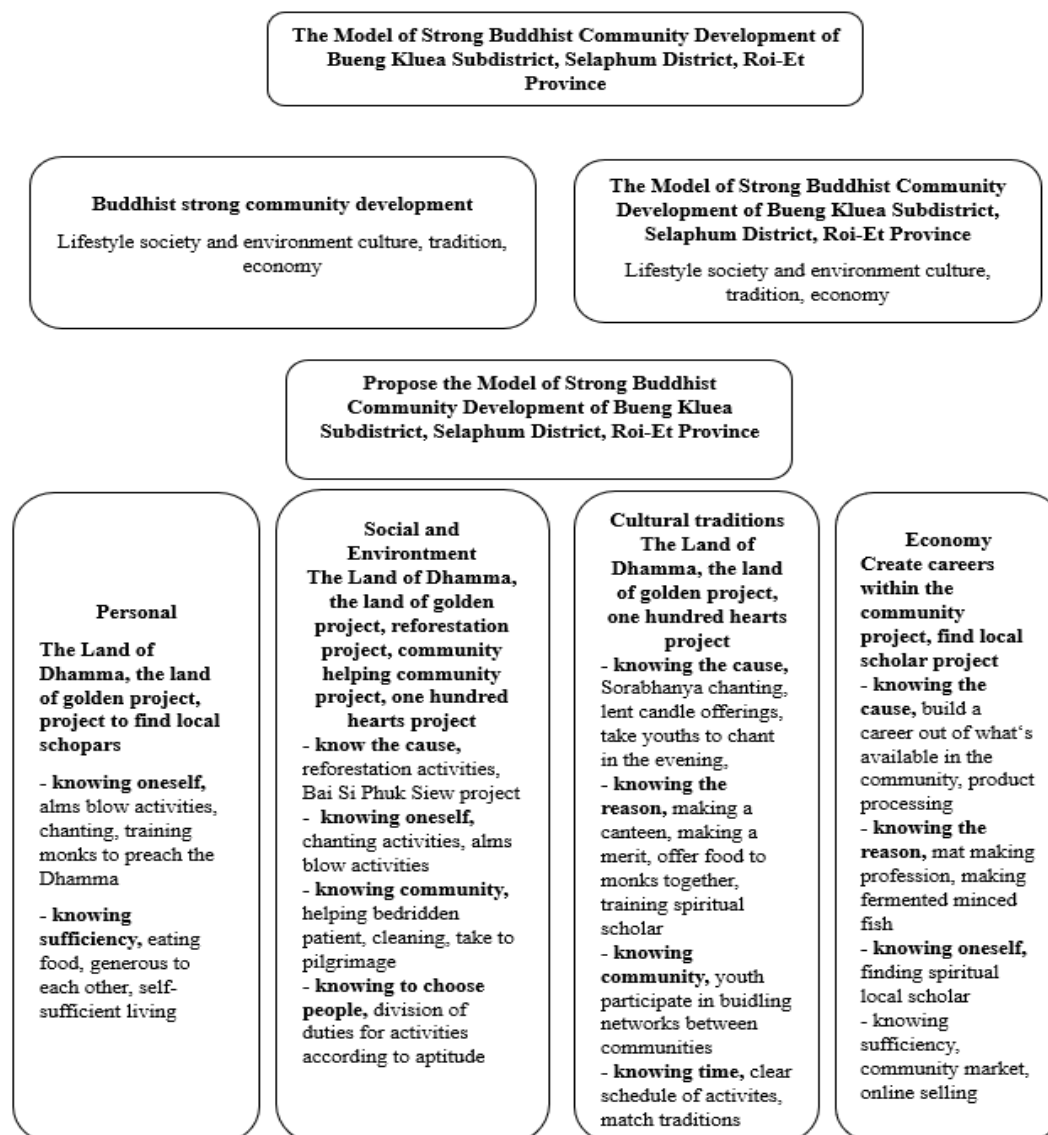 The Model of Strong Buddhist Community Development of
Bueng Kluea Subdistrict, Selaphum District, Roi-Et
Province
Buddhist strong community development
Lifestyle society and environment culture, tradition,
economy
The Model of Strong Buddhist Community
Development of Bueng Kluea Subdistrict,
Selaphum District, Roi-Et Province
Lifestyle society and environment culture,
tradition, economy
Propose the Model of Strong Buddhist
Community Development of Bueng Kluea
Subdistrict, Selaphum District, Roi-Et Province
Personal
The Land of
Dhamma, the land
of golden project,
project to find local
schopars
- knowing oneself,
alms blow activities,
chanting, training
monks to preach the
Dhamma
- knowing
sufficiency, eating
food, generous to
each other, self-
sufficient living
Social and
Environtment
The Land of Dhamma,
the land of golden
project, reforestation
project, community
helping community
project, one hundred
hearts project
- know the cause,
reforestation activities,
Bai Si Phuk Siew project
- knowing oneself,
chanting activities, alms
blow activities
- knowing community,
helping bedridden
patient, cleaning, take to
pilgrimage
- knowing to choose
people, division of
duties for activities
according to aptitude
Cultural traditions
The Land of
Dhamma, the land
of golden project,
one hundred hearts
project
- knowing the cause,
Sorabhanya chanting,
lent candle offerings,
take youths to chant
in the evening,
- knowing the
reason, making a
canteen, making a
merit, offer food to
monks together,
training spiritual
scholar
- knowing
community, youth
participate in buidling
networks between
communities
- knowing time, clear
schedule of activites,
match traditions
Economy
Create careers
within the
community
project, find local
scholar project
- knowing the
cause, build a
career out of what‘s
available in the
community, product
processing
- knowing the
reason, mat making
profession, making
fermented minced
fish
- knowing oneself,
finding spiritual
local scholar
- knowing
sufficiency,
community market,
online selling